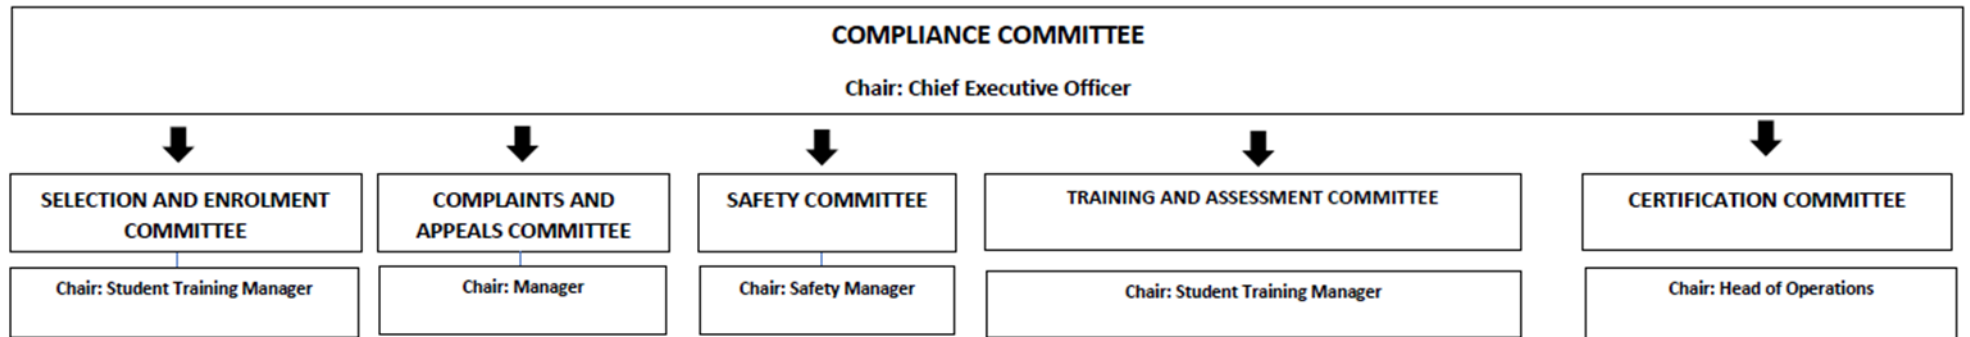 COMPLIANCE COMMITTEE
Chair: Chief Executive Officer
SELECTION AND ENROLMENT
COMMITTEE
Chair: Student Training Manager
COMPLAINTS AND
APPEALS COMMITTEE
Chair: Manager
SAFETY COMMITTEE
Chair: Safety Manager
TRAINING AND ASSESSMENT COMMITTEE
Chair: Student Training Manager
CERTIFICATION COMMITTEE
Chair: Head of Operations